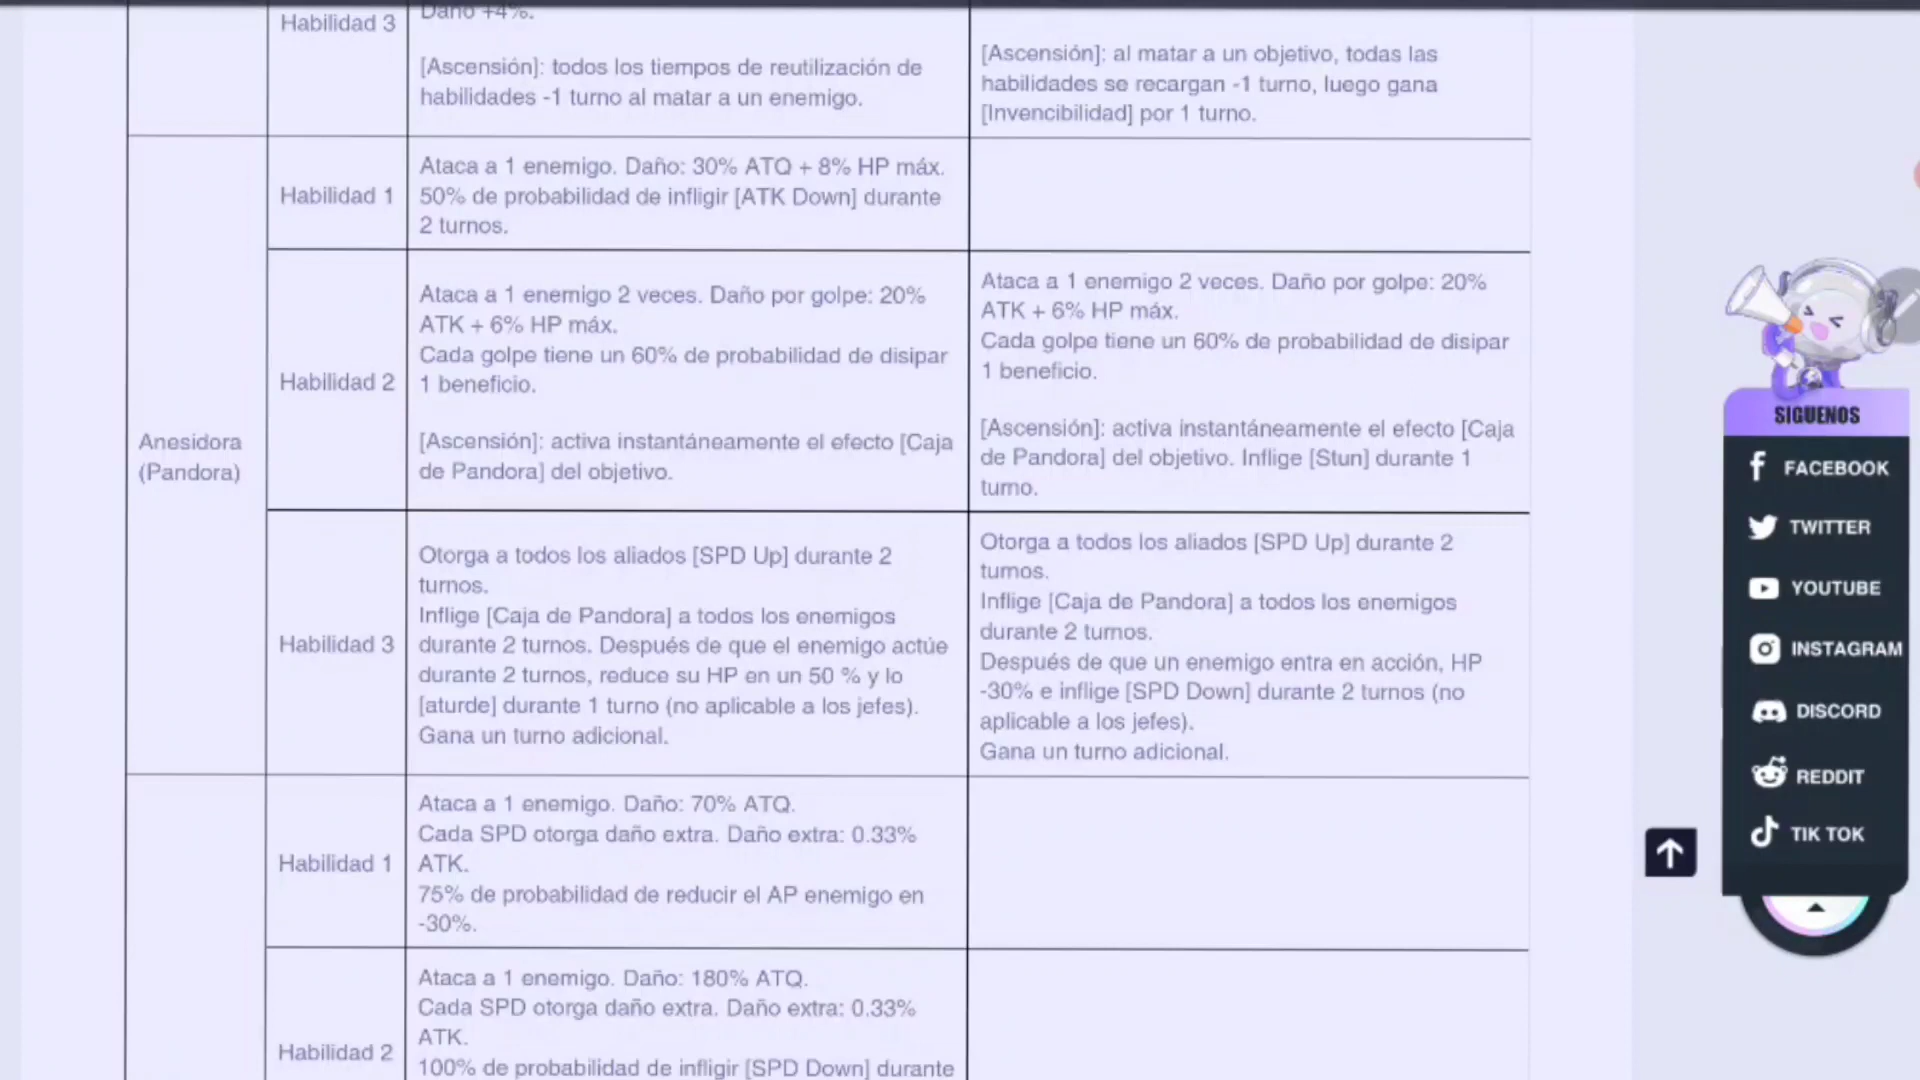 Habilidad 3
Daño +4%.
[Ascensión]: todos los tiempos de reutilización de
habilidades -1 turno al matar a un enemigo.
[Ascensión]: al matar a un objetivo, todas las
habilidades se recargan -1 turno, luego gana
[Invencibilidad] por 1 turno.
Anesidora
(Pandora)
Habilidad 1
Ataca a 1 enemigo. Daño: 30% ATQ + 8% HP máx.
50% de probabilidad de infligir [ATK Down] durante
2 turnos.
Habilidad 2
Ataca a 1 enemigo 2 veces. Daño por golpe: 20%
ATK + 6% HP máx.
Cada golpe tiene un 60% de probabilidad de disipar
1 beneficio.
[Ascensión]: activa instantáneamente el efecto [Caja
de Pandora] del objetivo.
Ataca a 1 enemigo 2 veces. Daño por golpe: 20%
ATK + 6% HP máx.
Cada golpe tiene un 60% de probabilidad de disipar
1 beneficio.
[Ascensión]: activa instantáneamente el efecto [Caja
de Pandora] del objetivo. Inflige [Stun] durante 1
turno.
Habilidad 3
Otorga a todos los aliados [SPD Up] durante 2
turnos.
Inflige [Caja de Pandora] a todos los enemigos
durante 2 turnos. Después de que el enemigo actúe
durante 2 turnos, reduce su HP en un 50 % y lo
[aturde] durante 1 turno (no aplicable a los jefes).
Gana un turno adicional.
Otorga a todos los aliados [SPD Up] durante 2
turnos.
Inflige [Caja de Pandora] a todos los enemigos
durante 2 turnos.
Después de que un enemigo entra en acción, HP
-30% e inflige [SPD Down] durante 2 turnos (no
aplicable a los jefes).
Gana un turno adicional.
Habilidad 1
Ataca a 1 enemigo. Daño: 70% ATQ.
Cada SPD otorga daño extra. Daño extra: 0.33%
ATK.
75% de probabilidad de reducir el AP enemigo en
-30%.
Habilidad 2
Ataca a 1 enemigo. Daño: 180% ATQ.
Cada SPD otorga daño extra. Daño extra: 0.33%
ATK.
100% de probabilidad de infligir [SPD Down] durante
SIGUENOS
FACEBOOK
TWITTER
YOUTUBE
INSTAGRAM
DISCORD
REDDIT
TIK TOK